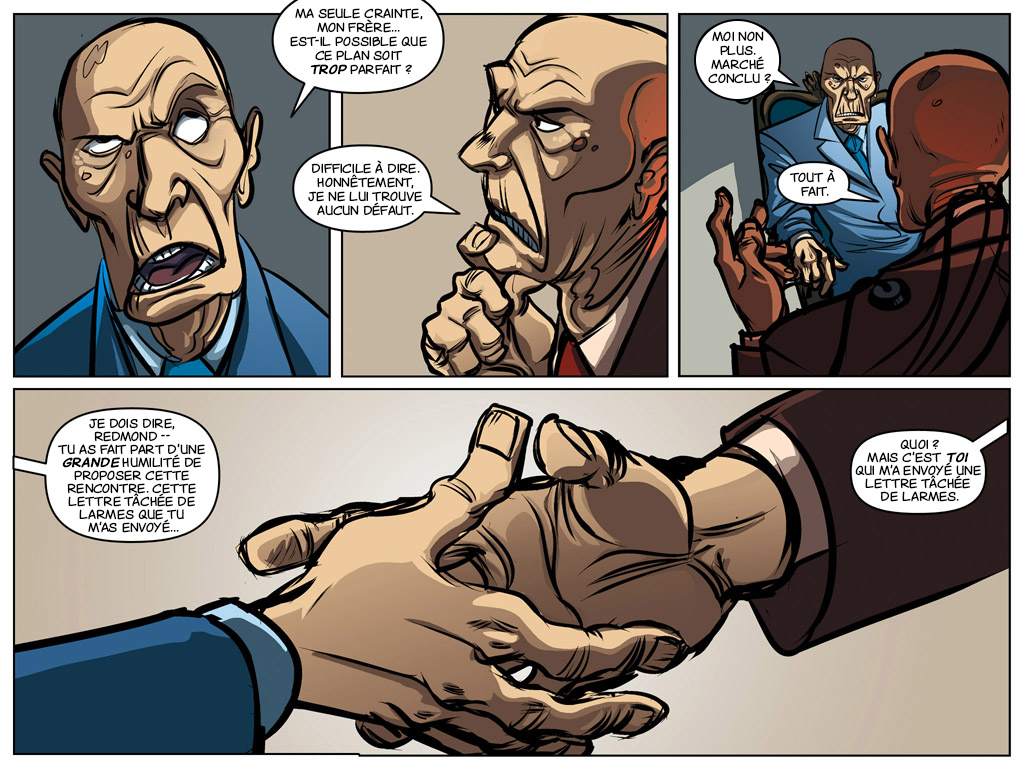 MA SEULE CRAINTE,
MON FRÈRE...
EST-IL POSSIBLE QUE
CE PLAN SOIT
TROP PARFAIT ?
DIFFICILE À DIRE.
HONNÊTEMENT,
JE NE LUI TROUVE
AUCUN DÉFAUT.
MOI NON
PLUS.
MARCHÉ
CONCLU ?
TOUT À
FAIT.
JE DOIS DIRE,
REDMOND --
TU AS FAIT PART D'UNE
GRANDE HUMILITÉ DE
PROPOSER CETTE
RENCONTRE. CETTE
LETTRE TÂCHÉE DE
LARMES QUE TU
M'AS ENVOYÉ...
QUOI ?
MAIS C'EST TOI
QUI M'A ENVOYÉ UNE
LETTRE TÂCHÉE
DE LARMES.